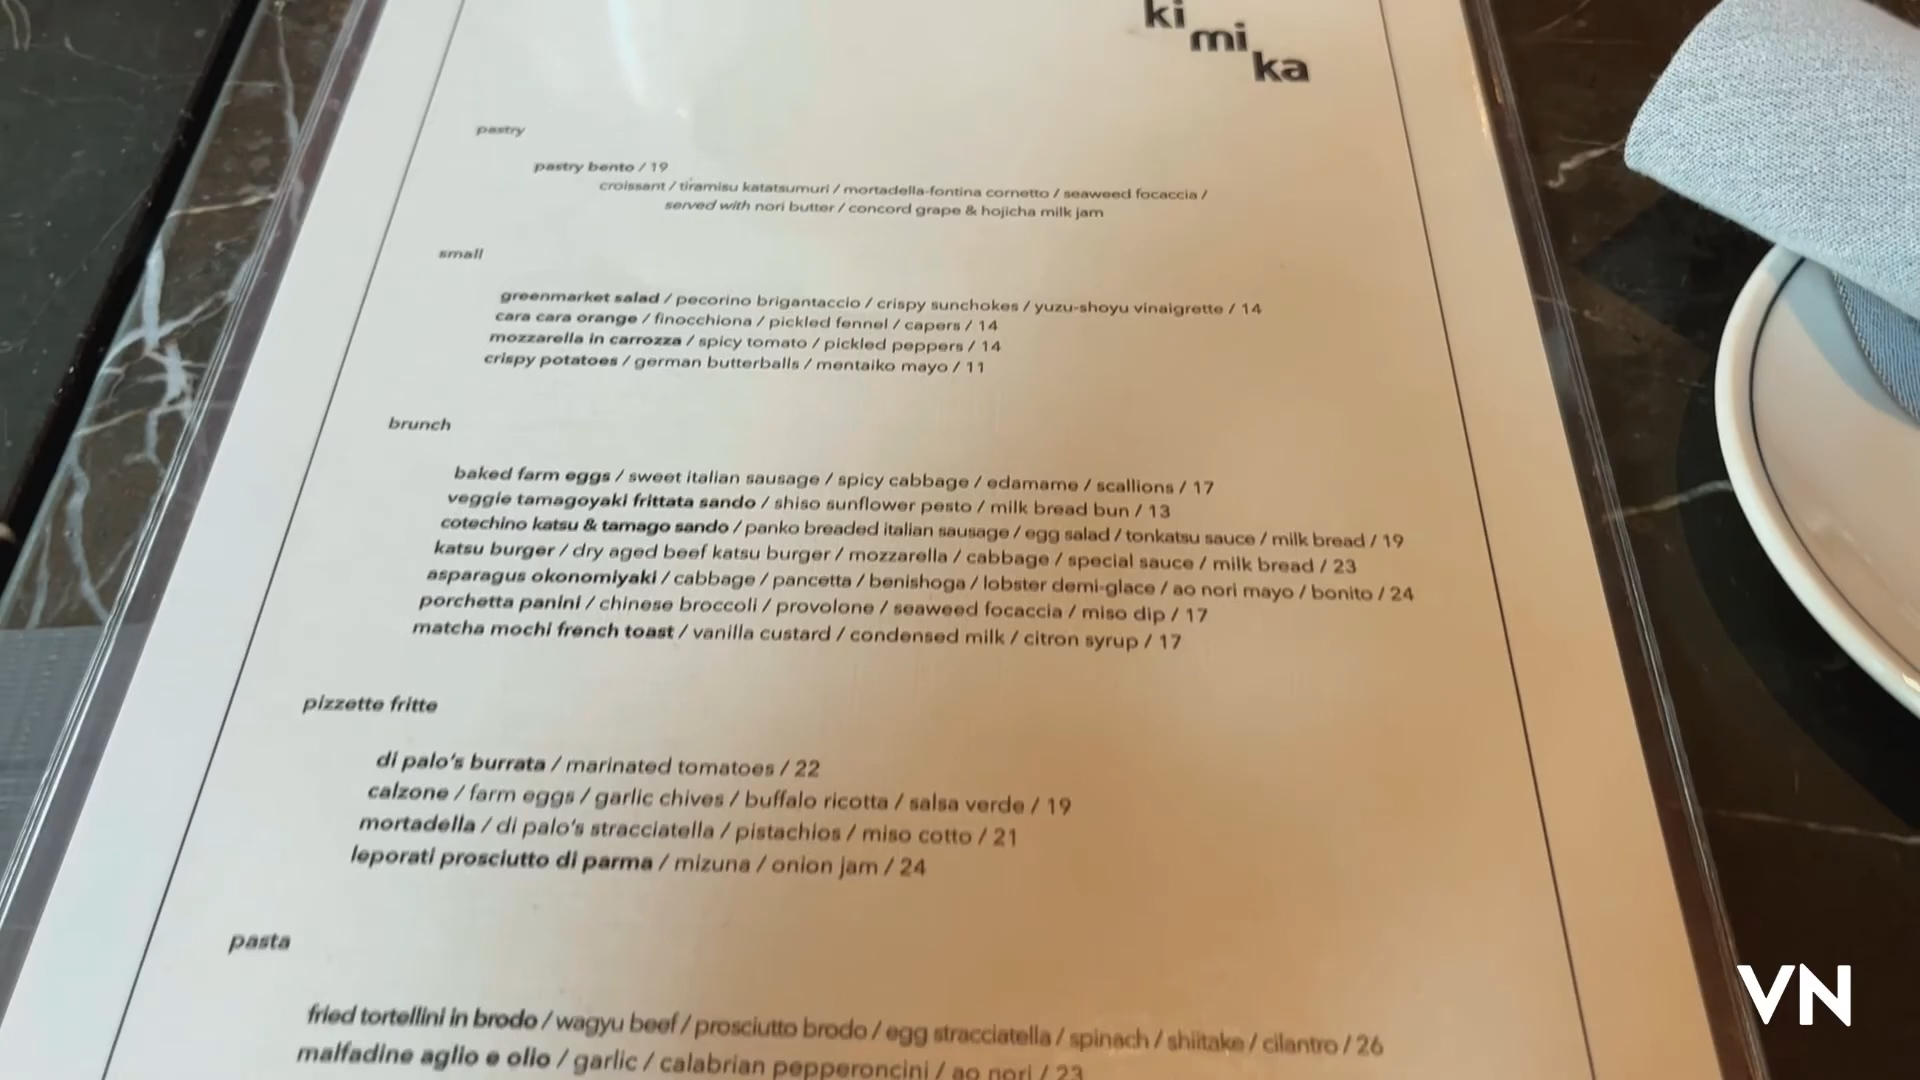 ki
mi
ka
pastry
pastry bento / 19
croissant / tiramisu katatsumuri / mortadella-fontina cornetto / seaweed focaccia /
served with nori butter / concord grape & hojicha milk jam
small
greenmarket salad / pecorino brigantaccio / crispy sunchokes / yuzu-shoyu vinaigrette / 14
cara cara orange / finocchiona / pickled fennel / capers / 14
mozzarella in carrozza / spicy tomato / pickled peppers / 14
crispy potatoes / german butterballs / mentaiko mayo / 11
brunch
baked farm eggs / sweet italian sausage / spicy cabbage / edamame / scallions / 17
veggie tamagoyaki frittata sando / shiso sunflower pesto / milk bread bun / 13
cotechino katsu & tamago sando / panko breaded italian sausage / egg salad / tonkatsu sauce / milk bread / 19
katsu burger / dry aged beef katsu burger / mozzarella / cabbage / special sauce / milk bread / 23
asparagus okonomiyaki / cabbage / pancetta / benishoga / lobster demi-glace / ao nori mayo / bonito / 24
porchetta panini / chinese broccoli / provolone / seaweed focaccia / miso dip / 17
matcha mochi french toast / vanilla custard / condensed milk / citron syrup / 17
pizzette fritte
di palo's burrata / marinated tomatoes / 22
calzone / farm eggs / garlic chives / buffalo ricotta / salsa verde / 19
mortadella / di palo's stracciatella / pistachios / miso cotto / 21
leporati prosciutto di parma / mizuna / onion jam / 24
pasta
fried tortellini in brodo / wagyu beef / prosciutto brodo / egg stracciatella / spinach / shiitake / cilantro / 26
malfadine aglio e olio / garlic / calabrian pepperoncini / ao nori / 23
VN